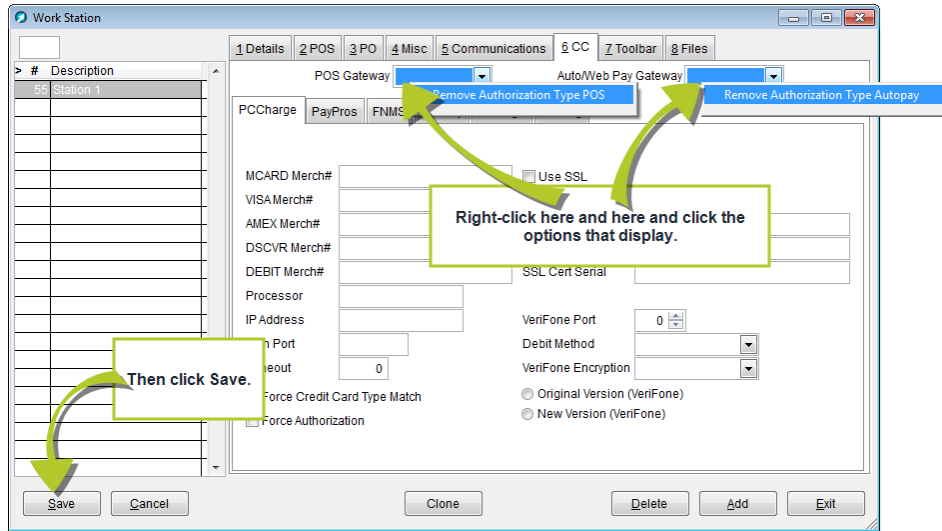 Work Station
1 Details 2 POS 3 PO 4 Misc 5 Communications 6 CC 7 Toolbar 8 Files
> # Description
55 Station 1
POS Gateway Auto/Web Pay Gateway
Remove Authorization Type POS Remove Authorization Type Autopay
PCCharge PayPros FNMS
MCARD Merch# Use SSL
VISA Merch#
AMEX Merch#
DSCVR Merch#
DEBIT Merch# SSL Cert Serial
Right-click here and here and click the
options that display.
Processor
IP Address VeriFone Port 0
Port Debit Method
0 VeriFone Encryption
Then click Save.
Force Credit Card Type Match Original Version (VeriFone)
Force Authorization New Version (VeriFone)
Save Cancel Clone Delete Add Exit